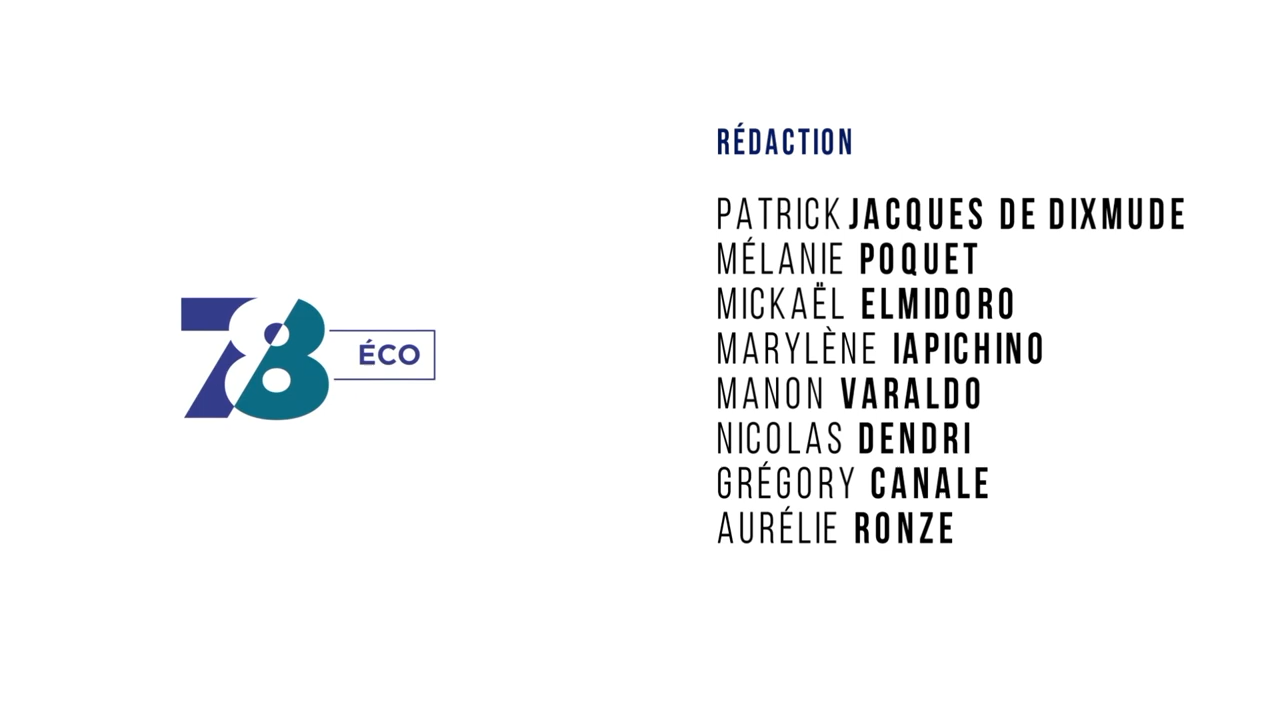 78
ÉCO
RÉDACTION
PATRICK JACQUES DE DIXMUDE
MÉLANIE POQUET
MICKAËL ELMIDORO
MARYLÈNE IAPICHINO
MANON VARALDO
NICOLAS DENDRI
GRÉGORY CANALE
AURÉLIE RONZE